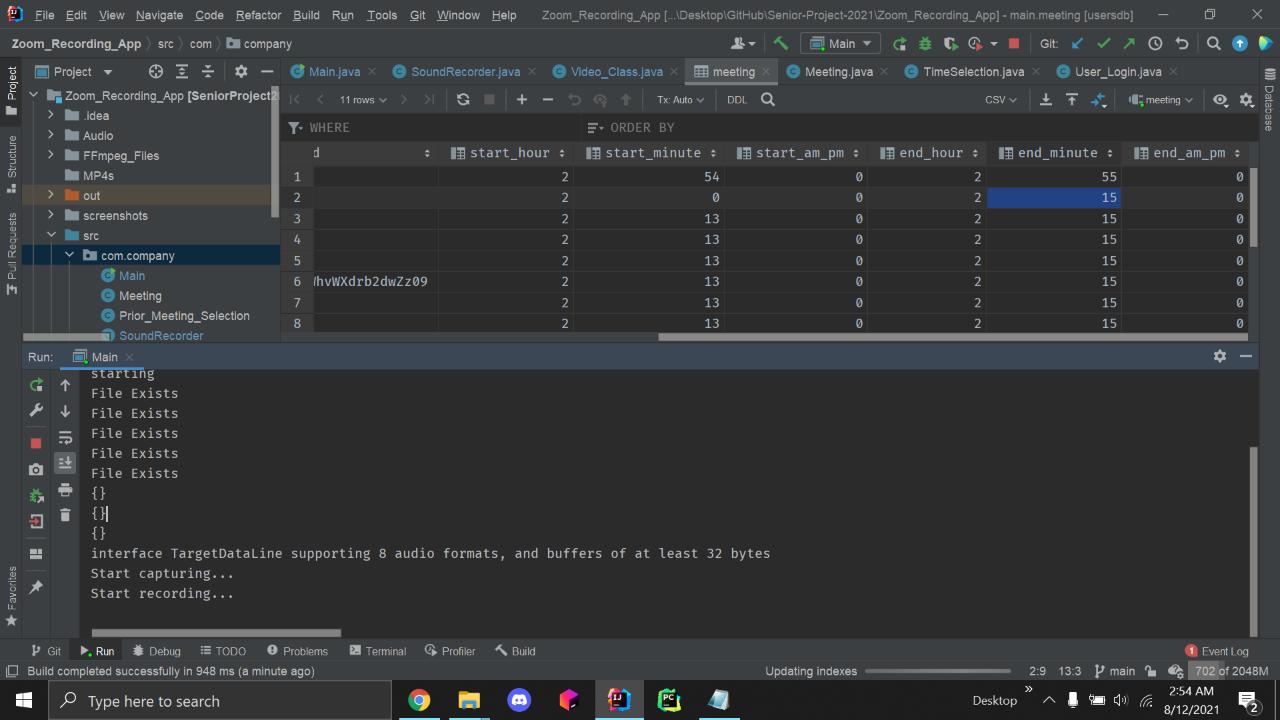 File Edit View Navigate Code Refactor Build Run Tools Git Window Help Zoom_Recording_App [...\Desktop\GitHub\Senior-Project-2021\Zoom_Recording_App] - main.meeting [usersdb]
Zoom_Recording_App src com company Main Git:
Project Main.java SoundRecorder.java Video_Class.java meeting Meeting.java TimeSelection.java User_Login.java
Zoom_Recording_App [SeniorProject2
.idea
Audio
FFmpeg_Files
MP4s
out
screenshots
src
com.company
Main
Meeting
Prior_Meeting_Selection
SoundRecorder
11 rows Tx: Auto DDL CSV meeting
WHERE ORDER BY
d start_hour start_minute start_am_pm end_hour end_minute end_am_pm
1 2 54 0 2 55 0
2 2 0 0 2 15 0
3 2 13 0 2 15 0
4 2 13 0 2 15 0
5 2 13 0 2 15 0
6 WhvWXdrb2dwZz09 2 13 0 2 15 0
7 2 13 0 2 15 0
8 2 13 0 2 15 0
Project
Structure
Pull Requests
Favorites
Database
Run: Main
starting
File Exists
File Exists
File Exists
File Exists
File Exists
{}
{}
{}
interface TargetDataLine supporting 8 audio formats, and buffers of at least 32 bytes
Start capturing...
Start recording...
Git Run Debug TODO Problems Terminal Profiler Build 1 Event Log
Build completed successfully in 948 ms (a minute ago) Updating indexes 2:9 13:3 main 702 of 2048M
Type here to search Desktop » 2:54 AM
8/12/2021 2